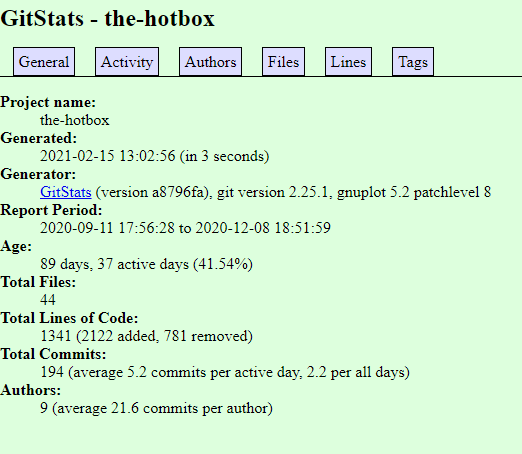 GitStats - the-hotbox
General Activity Authors Files Lines Tags
Project name:
the-hotbox
Generated:
2021-02-15 13:02:56 (in 3 seconds)
Generator:
GitStats (version a8796fa), git version 2.25.1, gnuplot 5.2 patchlevel 8
Report Period:
2020-09-11 17:56:28 to 2020-12-08 18:51:59
Age:
89 days, 37 active days (41.54%)
Total Files:
44
Total Lines of Code:
1341 (2122 added, 781 removed)
Total Commits:
194 (average 5.2 commits per active day, 2.2 per all days)
Authors:
9 (average 21.6 commits per author)